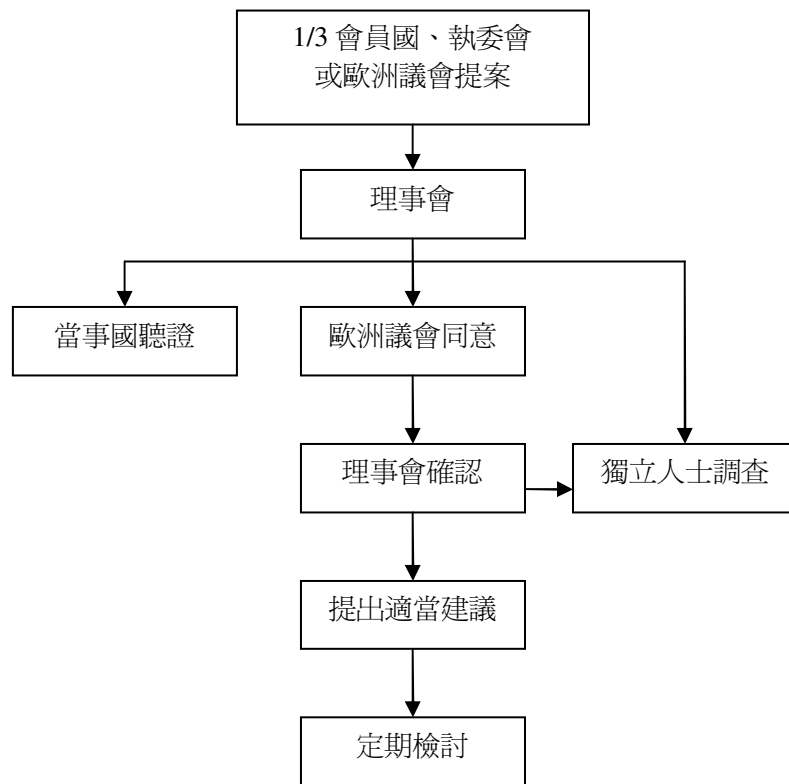 1/3 會員國、執委會
或歐洲議會提案
理事會
當事國聽證
歐洲議會同意
理事會確認
獨立人士調查
提出適當建議
定期檢討